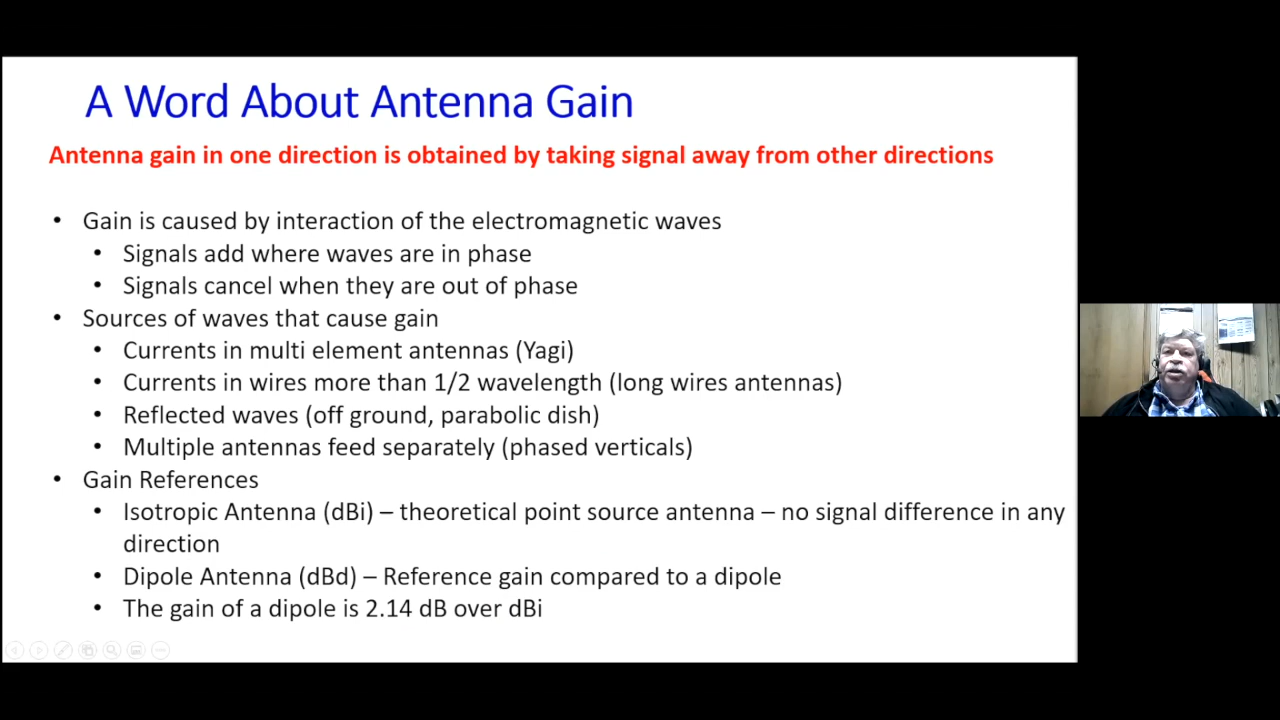 A Word About Antenna Gain
Antenna gain in one direction is obtained by taking signal away from other directions
• Gain is caused by interaction of the electromagnetic waves
• Signals add where waves are in phase
• Signals cancel when they are out of phase
• Sources of waves that cause gain
• Currents in multi element antennas (Yagi)
• Currents in wires more than 1/2 wavelength (long wires antennas)
• Reflected waves (off ground, parabolic dish)
• Multiple antennas feed separately (phased verticals)
• Gain References
• Isotropic Antenna (dBi) – theoretical point source antenna – no signal difference in any
direction
• Dipole Antenna (dBd) – Reference gain compared to a dipole
• The gain of a dipole is 2.14 dB over dBi